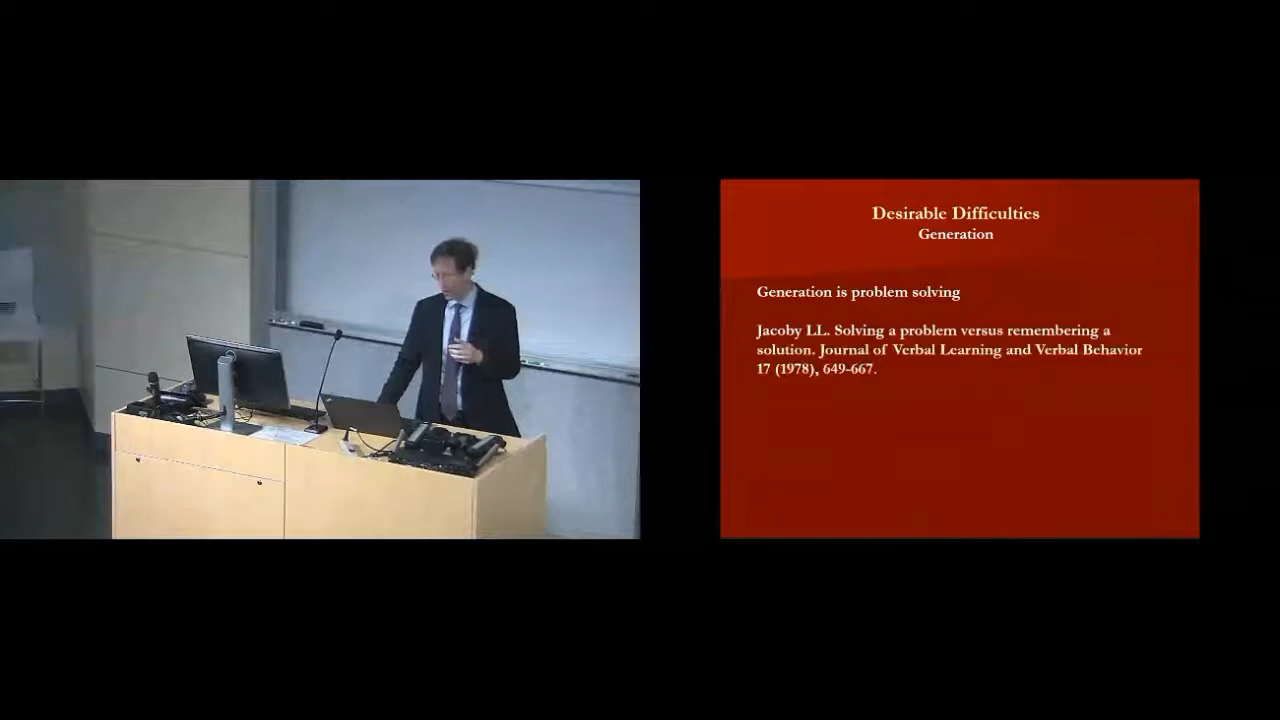 Desirable Difficulties
Generation
Generation is problem solving
Jacoby LL. Solving a problem versus remembering a
solution. Journal of Verbal Learning and Verbal Behavior
17 (1978), 649-667.